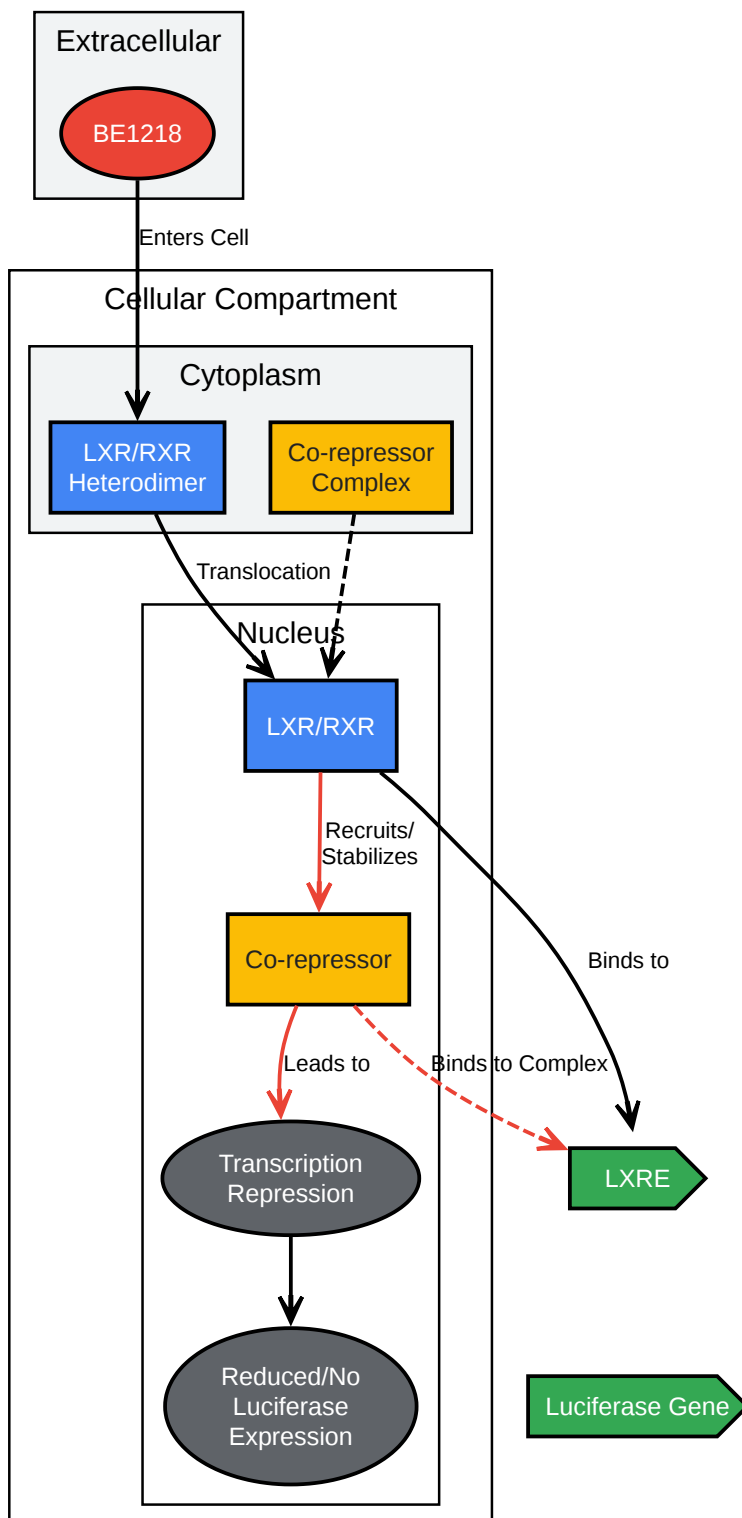 Extracellular
BE1218
Enters Cell
Cellular Compartment
Cytoplasm
LXR/RXR
Heterodimer
Co-repressor
Complex
Translocation
Nucleus
LXR/RXR
Recruits/
Stabilizes
Co-repressor
Binds to
Leads to
Binds to Complex
Transcription
Repression
LXRE
Reduced/No
Luciferase
Expression
Luciferase Gene